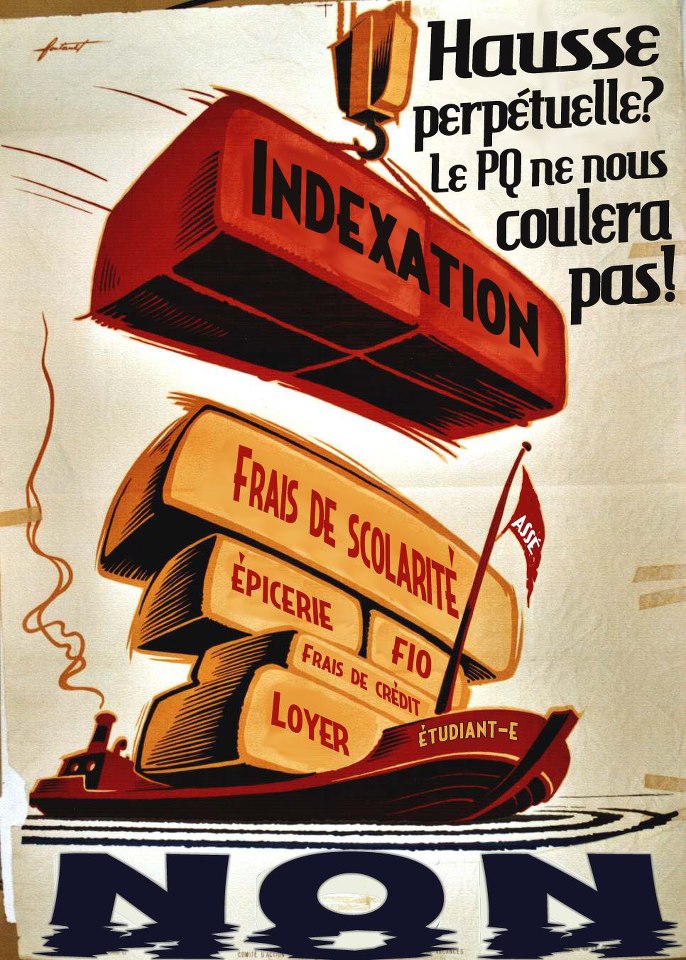 Hausse
perpétuelle?
Le PQ ne nous
coulera
pas!
INDEXATION
FRAIS DE SCOLARITÉ
ÉPICERIE
FIO
FRAIS DE CRÉDIT
LOYER
ASSÉ
ÉTUDIANT-E
NON